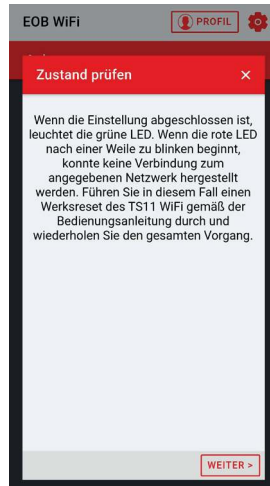 EOB WiFi
PROFIL
Zustand prüfen
Wenn die Einstellung abgeschlossen ist,
leuchtet die grüne LED. Wenn die rote LED
nach einer Weile zu blinken beginnt,
konnte keine Verbindung zum
angegebenen Netzwerk hergestellt
werden. Führen Sie in diesem Fall einen
Werksreset des TS11 WiFi gemäß der
Bedienungsanleitung durch und
wiederholen Sie den gesamten Vorgang.
WEITER >